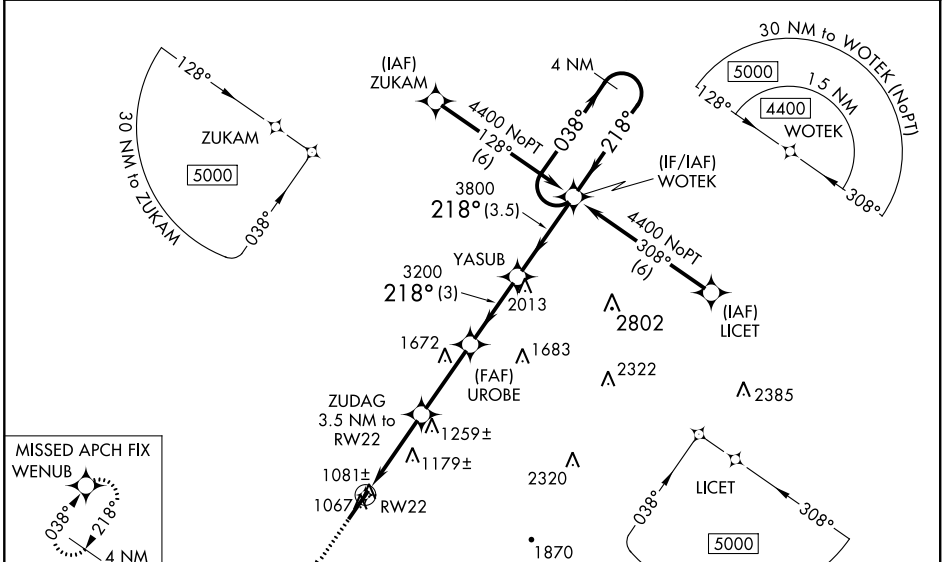 (IAF)
ZUKAM
4 NM
30 NM to WOTEK (NoPT)
5000
15 NM
4400
128°
WOTEK
308°
128°
ZUKAM
5000
038°
30 NM to ZUKAM
4400 NoPT
128°
(6)
038°
218°
(IF/IAF)
WOTEK
3800
218° (3.5)
4400 NoPT
308°
(6)
YASUB
3200
218° (3)
2013
2802
(IAF)
LICET
1672
1683
(FAF)
UROBE
2322
2385
ZUDAG
3.5 NM to
RW22
1259±
1179±
MISSED APCH FIX
WENUB
038°
218°
4 NM
1081±
1067
RW22
2320
LICET
038°
308°
5000
1870